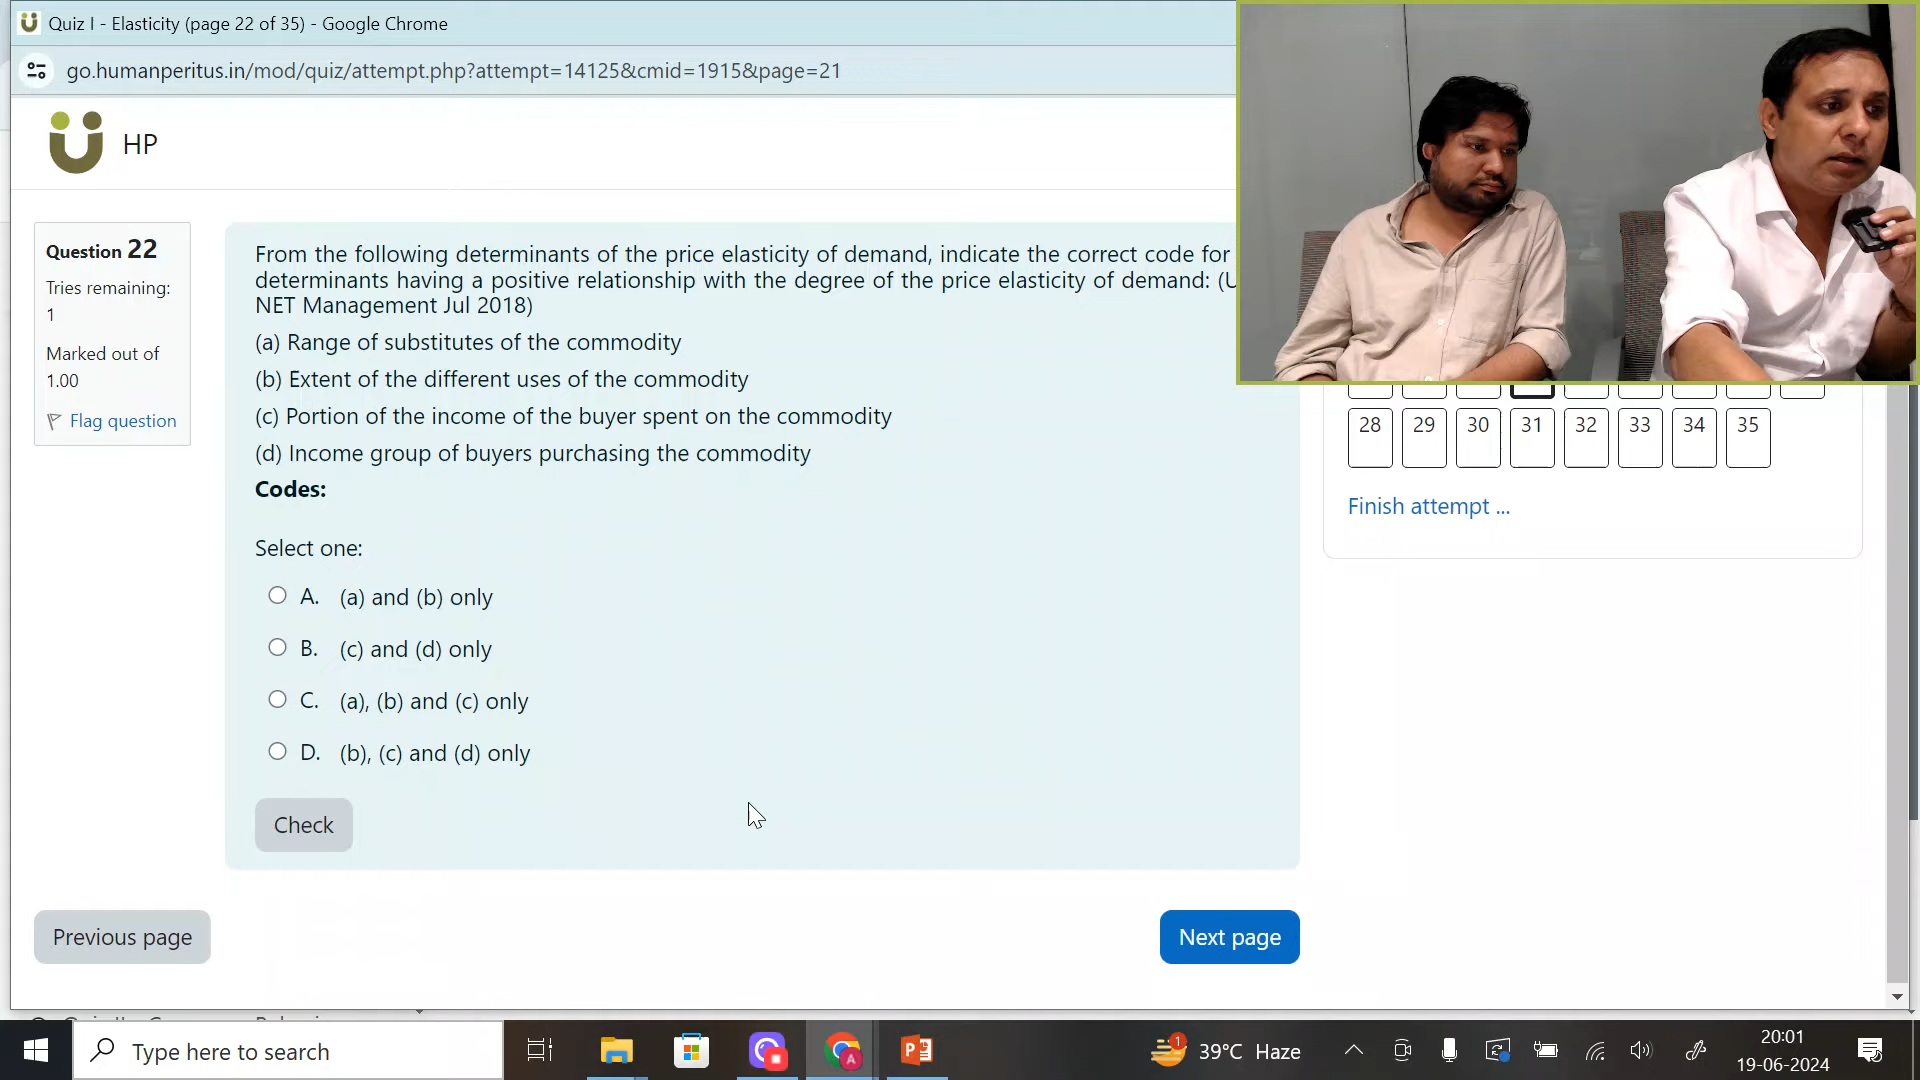 Quiz I - Elasticity (page 22 of 35) - Google Chrome
go.humanperitus.in/mod/quiz/attempt.php?attempt=14125&cmid=1915&page=21
HP
Question 22
Tries remaining:
1
Marked out of
1.00
Flag question
From the following determinants of the price elasticity of demand, indicate the correct code for
determinants having a positive relationship with the degree of the price elasticity of demand: (U
NET Management Jul 2018)
(a) Range of substitutes of the commodity
(b) Extent of the different uses of the commodity
(c) Portion of the income of the buyer spent on the commodity
(d) Income group of buyers purchasing the commodity
Codes:
Select one:
A. (a) and (b) only
B. (c) and (d) only
C. (a), (b) and (c) only
D. (b), (c) and (d) only
Check
Previous page
Next page
28 29 30 31 32 33 34 35
Finish attempt ...
Type here to search
A
1
39°C Haze
20:01
19-06-2024